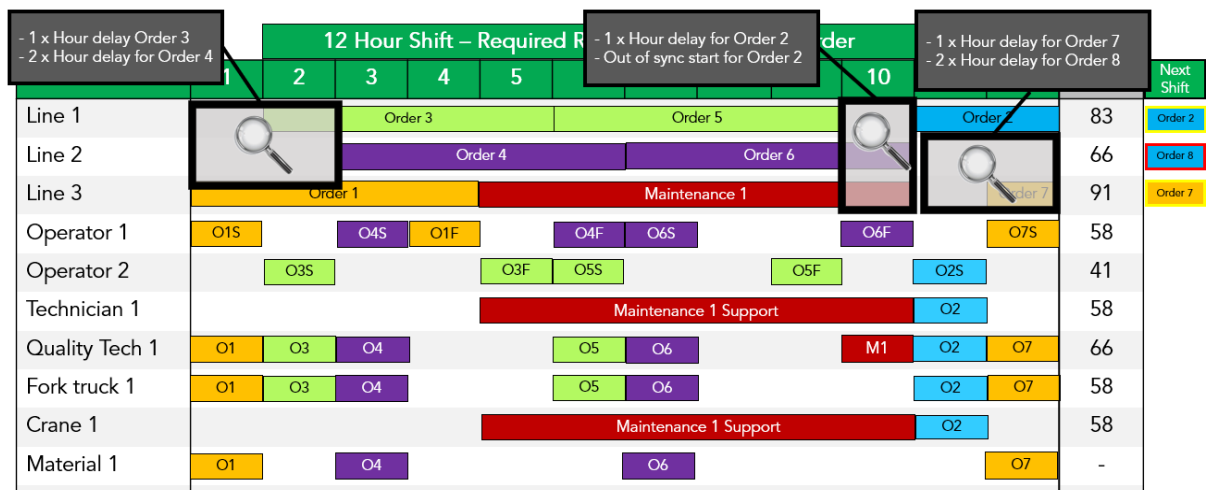 - 1 x Hour delay Order 3
- 2 x Hour delay for Order 4
12 Hour Shift – Required R
der
- 1 x Hour delay for Order 2
- Out of sync start for Order 2
- 1 x Hour delay for Order 7
- 2 x Hour delay for Order 8
1 2 3 4 5 10
Next
Shift
Line 1 Order 3 Order 5 Order 2 83 Order 2
Line 2 Order 4 Order 6 66 Order 8
Line 3 Order 1 Maintenance 1 Order 7 91 Order 7
Operator 1 O1S O4S O1F O4F O6S O6F O7S 58
Operator 2 O3S O3F O5S O5F O2S 41
Technician 1 Maintenance 1 Support O2 58
Quality Tech 1 O1 O3 O4 O5 O6 M1 O2 O7 66
Fork truck 1 O1 O3 O4 O5 O6 O2 O7 58
Crane 1 Maintenance 1 Support O2 58
Material 1 O1 O4 O6 O7 -